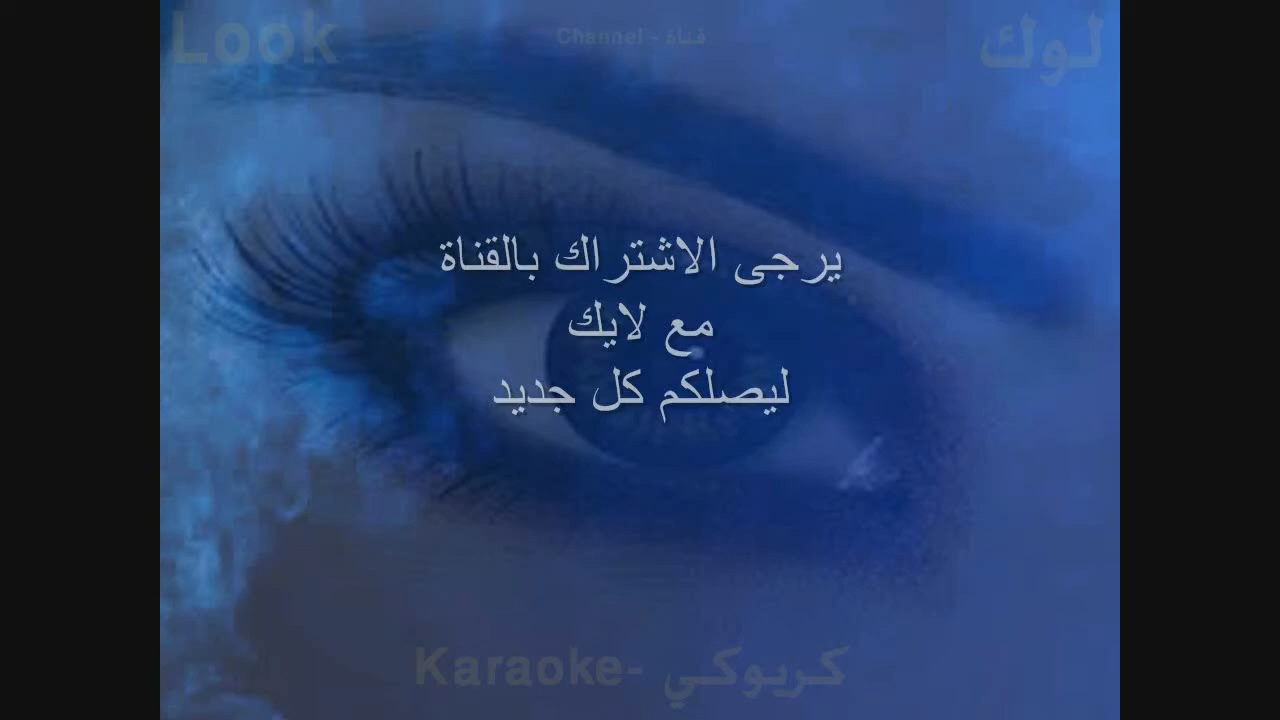 Look
Channel - قناة
لوك
يرجى الاشتراك بالقناة
مع لايك
ليصلكم كل جديد
Karaoke- كريوكي